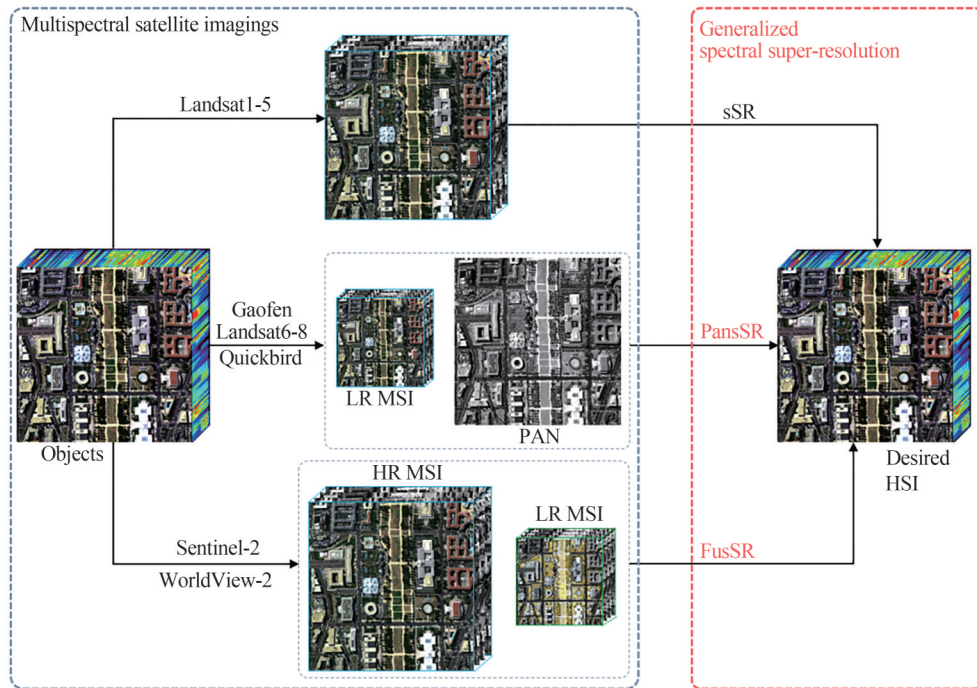 Multispectral satellite imagings
Generalized
spectral super-resolution
Landsat1-5
sSR
Gaofen
Landsat6-8
Quickbird
LR MSI
PAN
PansSR
Objects
Desired
HSI
HR MSI
LR MSI
Sentinel-2
WorldView-2
FusSR